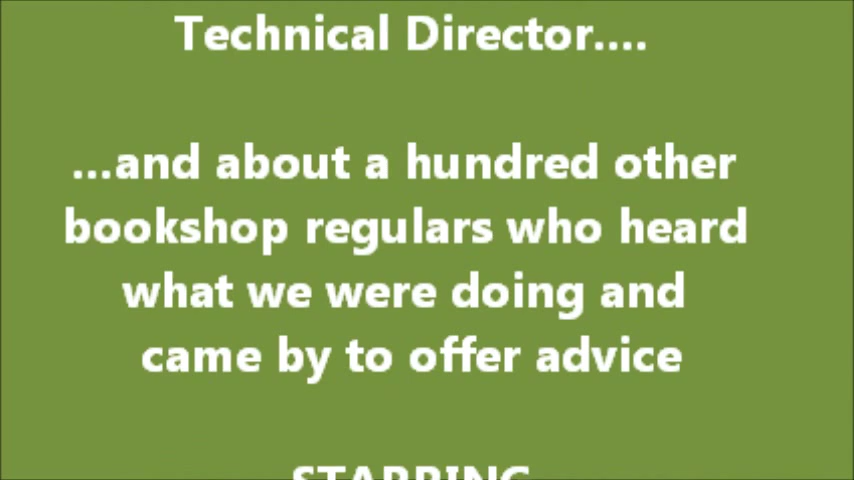 Technical Director....
...and about a hundred other
bookshop regulars who heard
what we were doing and
came by to offer advice
STARRING